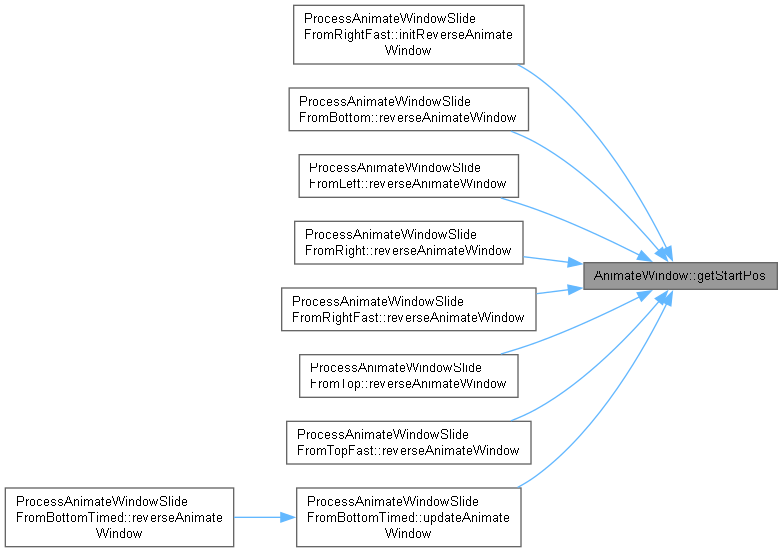 ProcessAnimateWindowSlide
FromRightFast::initReverseAnimate
Window
ProcessAnimateWindowSlide
FromBottom::reverseAnimateWindow
ProcessAnimateWindowSlide
FromLeft::reverseAnimateWindow
ProcessAnimateWindowSlide
FromRight::reverseAnimateWindow
AnimateWindow::getStartPos
ProcessAnimateWindowSlide
FromRightFast::reverseAnimateWindow
ProcessAnimateWindowSlide
FromTop::reverseAnimateWindow
ProcessAnimateWindowSlide
FromTopFast::reverseAnimateWindow
ProcessAnimateWindowSlide
FromBottomTimed::reverseAnimate
Window
ProcessAnimateWindowSlide
FromBottomTimed::updateAnimate
Window